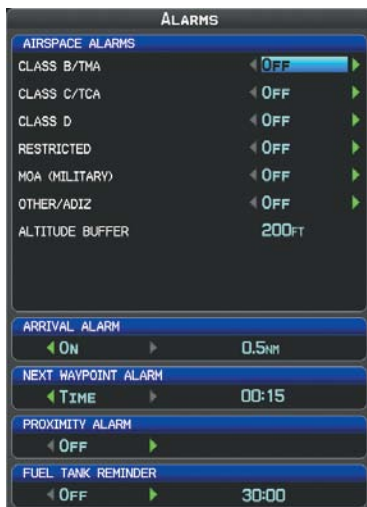 ALARMS
AIRSPACE ALARMS
CLASS B/TMA OFF
CLASS C/TCA OFF
CLASS D OFF
RESTRICTED OFF
MOA (MILITARY) OFF
OTHER/ADIZ OFF
ALTITUDE BUFFER 200FT
ARRIVAL ALARM
ON 0.5NM
NEXT WAYPOINT ALARM
TIME 00:15
PROXIMITY ALARM
OFF
FUEL TANK REMINDER
OFF 30:00